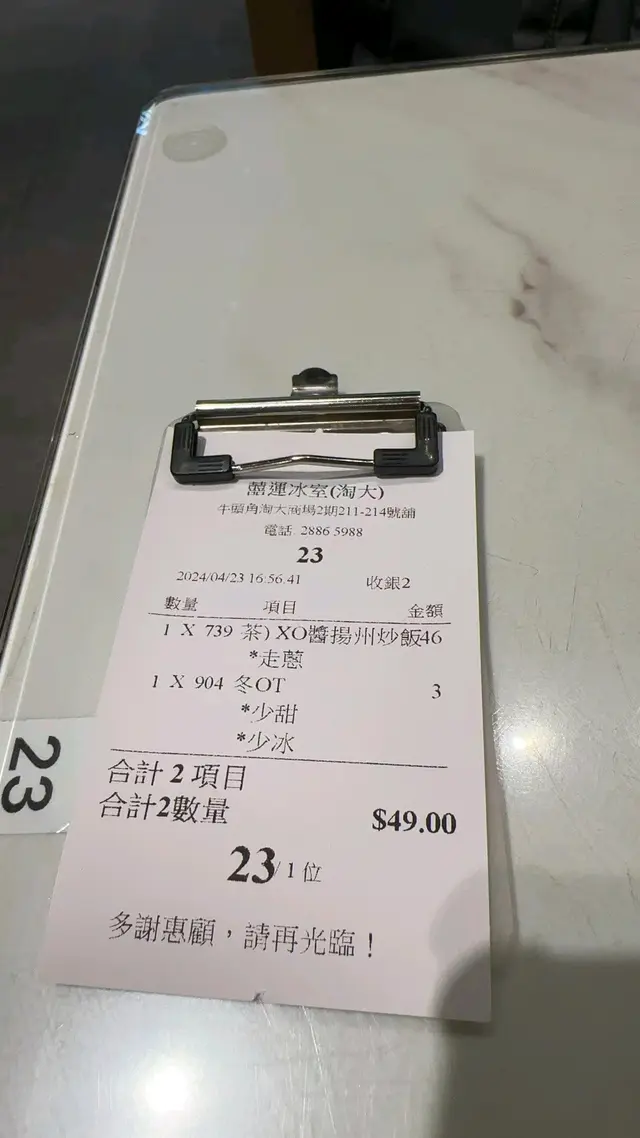 囍運冰室(淘大)
牛頭角淘大商場2期211-214號舖
電話: 2886 5988
23
2024/04/23 16:56:41 收銀2
數量 項目 金額
1 X 739 茶) XO醬揚州炒飯46
*走蔥
1 X 904 冬OT 3
*少甜
*少冰
合計 2 項目
合計2數量 $49.00
23/ 1 位
多謝惠顧，請再光臨！
23